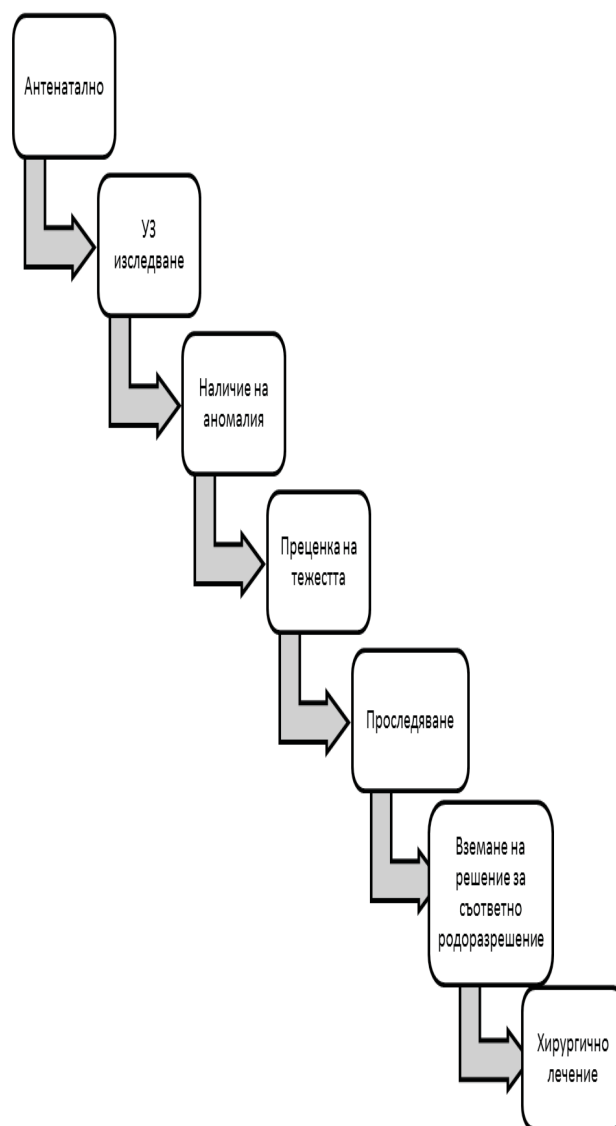 Антенатално
УЗ
изследване
Наличие на
аномалия
Преценка на
тежестта
Проследяване
Вземане на
решение за
съответно
родоразрешение
Хирургично
лечение